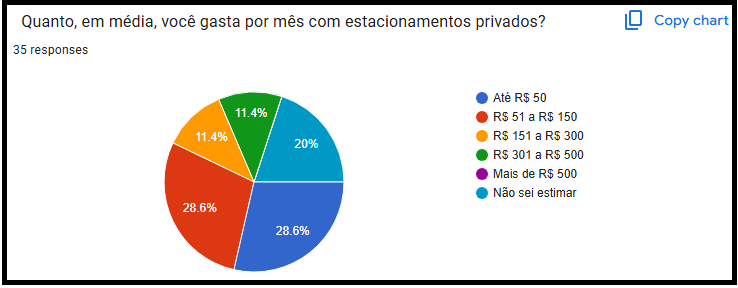 Quanto, em média, você gasta por mês com estacionamentos privados?
Copy chart
35 responses
11.4%
11.4%
20%
28.6%
28.6%
Até R$ 50
R$ 51 a R$ 150
R$ 151 a R$ 300
R$ 301 a R$ 500
Mais de R$ 500
Não sei estimar